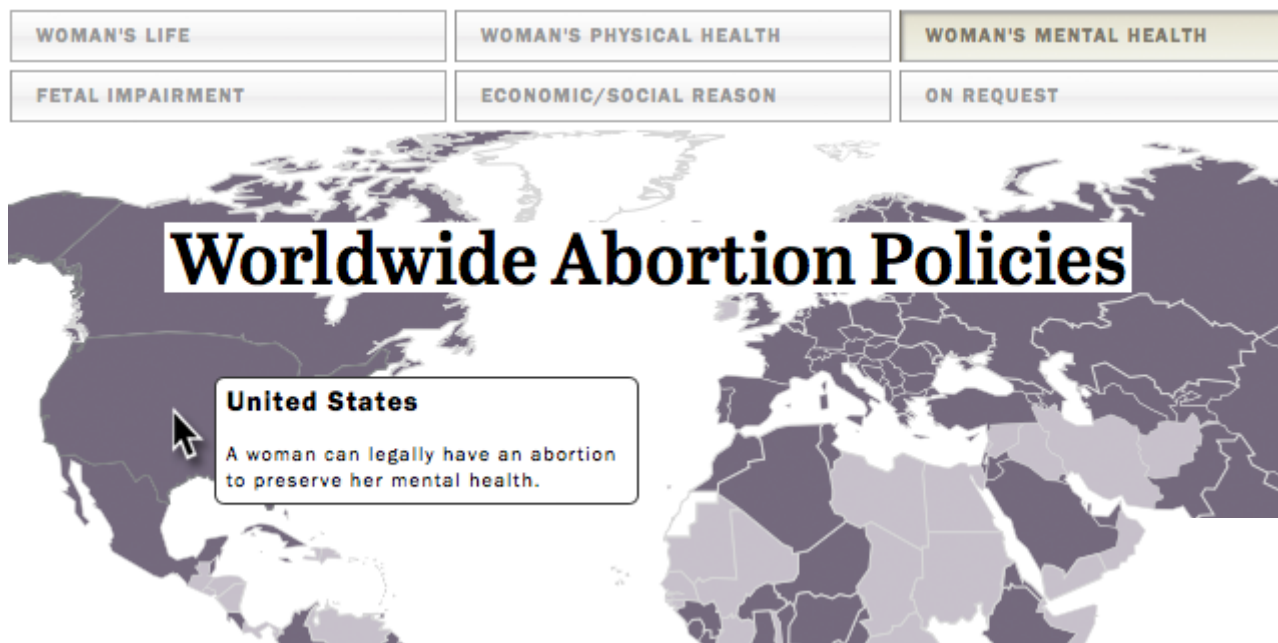 WOMAN'S LIFE
WOMAN'S PHYSICAL HEALTH
WOMAN'S MENTAL HEALTH
FETAL IMPAIRMENT
ECONOMIC/SOCIAL REASON
ON REQUEST
Worldwide Abortion Policies
United States
A woman can legally have an abortion
to preserve her mental health.